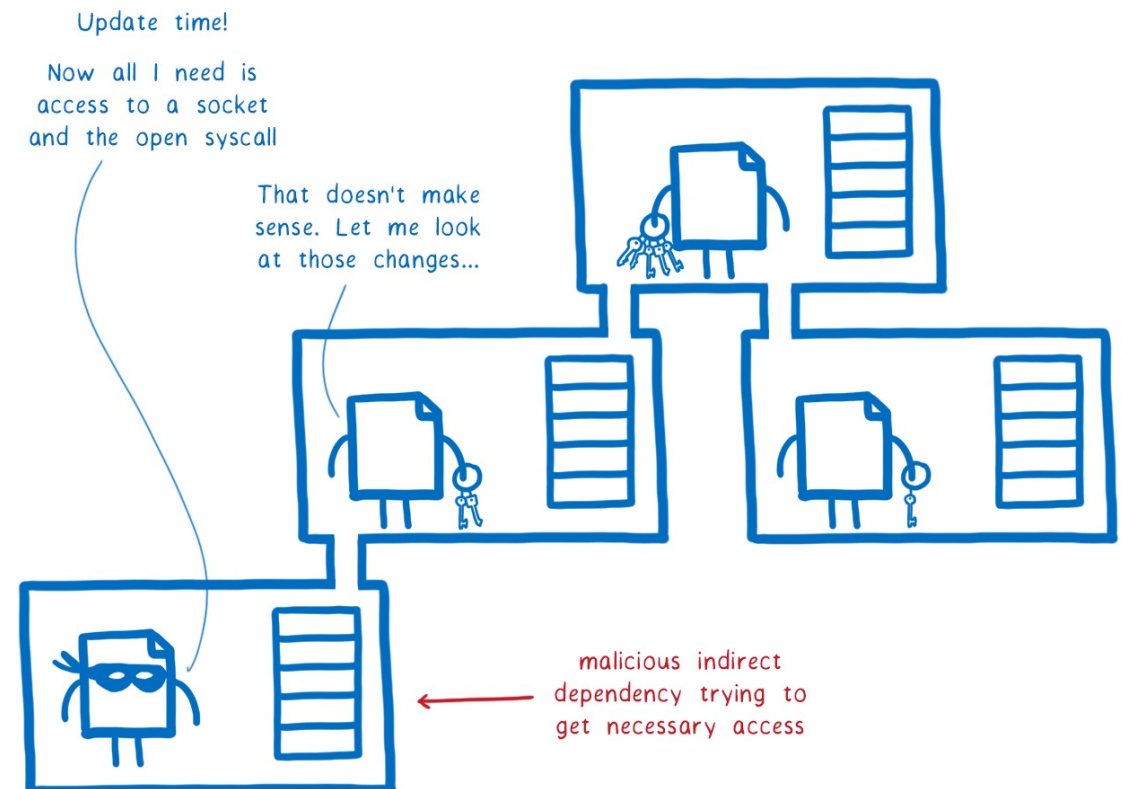 Update time!
Now all I need is
access to a socket
and the open syscall
That doesn't make
sense. Let me look
at those changes...
malicious indirect
dependency trying to
get necessary access